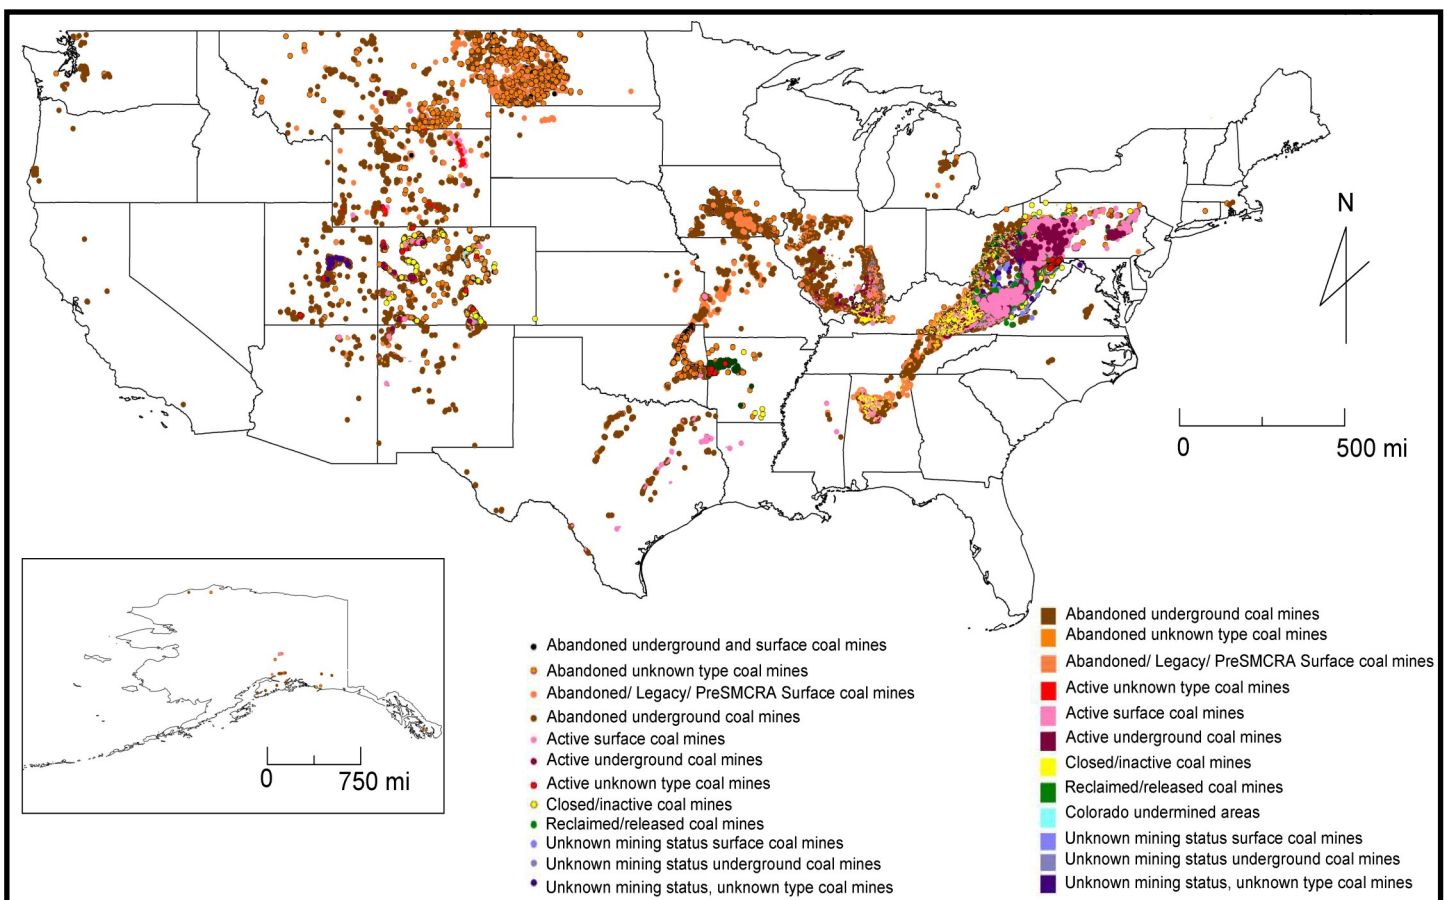 N
0 500 mi
0 750 mi
Abandoned underground and surface coal mines
Abandoned unknown type coal mines
Abandoned/ Legacy/ PreSMCRA Surface coal mines
Abandoned underground coal mines
Active surface coal mines
Active underground coal mines
Active unknown type coal mines
Closed/inactive coal mines
Reclaimed/released coal mines
Unknown mining status surface coal mines
Unknown mining status underground coal mines
Unknown mining status, unknown type coal mines
Abandoned underground coal mines
Abandoned unknown type coal mines
Abandoned/ Legacy/ PreSMCRA Surface coal mines
Active unknown type coal mines
Active surface coal mines
Active underground coal mines
Closed/inactive coal mines
Reclaimed/released coal mines
Colorado undermined areas
Unknown mining status surface coal mines
Unknown mining status underground coal mines
Unknown mining status, unknown type coal mines